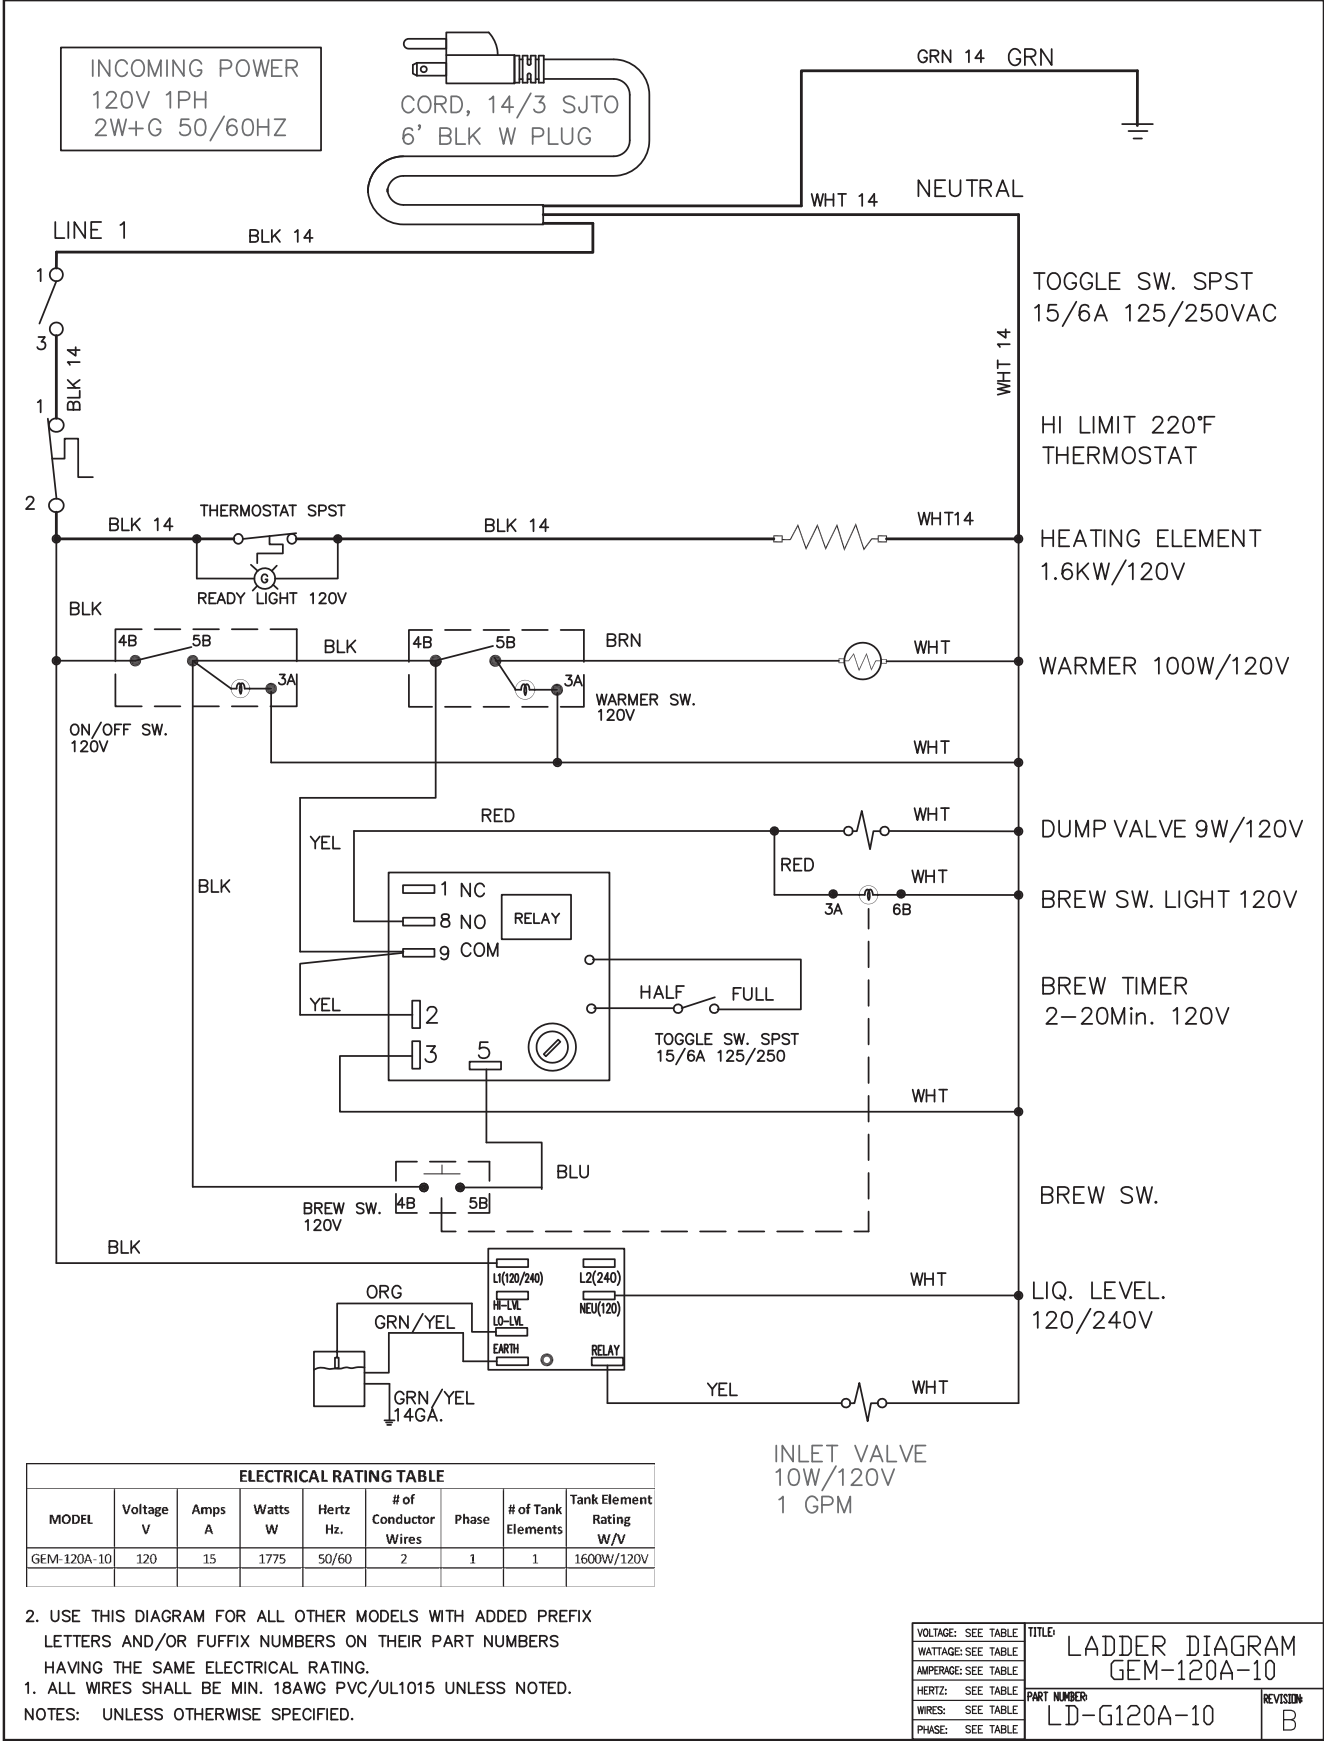 INCOMING POWER
120V 1PH
2W+G 50/60HZ
CORD, 14/3 SJTO
6' BLK W PLUG
GRN 14 GRN
WHT 14
NEUTRAL
LINE 1
BLK 14
1
3
BLK 14
WHT 14
TOGGLE SW. SPST
15/6A 125/250VAC
1
2
HI LIMIT 220°F
THERMOSTAT
BLK 14
THERMOSTAT SPST
BLK 14
WHT14
G
READY LIGHT 120V
HEATING ELEMENT
1.6KW/120V
BLK
4B
5B
3A
BLK
4B
5B
3A
BRN
WHT
WARMER 100W/120V
ON/OFF SW.
120V
WARMER SW.
120V
WHT
RED
WHT
DUMP VALVE 9W/120V
YEL
RED
WHT
3A
6B
BREW SW. LIGHT 120V
BLK
1 NC
8 NO
9 COM
RELAY
YEL
2
3
5
HALF
FULL
TOGGLE SW. SPST
15/6A 125/250
BREW TIMER
2-20Min. 120V
WHT
BLU
BREW SW.
120V
4B
5B
BREW SW.
BLK
L1(120/240)
L2(240)
HI-LVL
NEU(120)
LO-LVL
EARTH
RELAY
WHT
LIQ. LEVEL.
120/240V
ORG
GRN/YEL
GRN/YEL
14GA.
YEL
WHT
INLET VALVE
10W/120V
1 GPM
ELECTRICAL RATING TABLE
MODEL Voltage V Amps A Watts W Hertz Hz. # of Conductor Wires Phase # of Tank Elements Tank Element Rating W/V
GEM-120A-10 120 15 1775 50/60 2 1 1 1600W/120V
2. USE THIS DIAGRAM FOR ALL OTHER MODELS WITH ADDED PREFIX
LETTERS AND/OR FUFFIX NUMBERS ON THEIR PART NUMBERS
HAVING THE SAME ELECTRICAL RATING.
1. ALL WIRES SHALL BE MIN. 18AWG PVC/UL1015 UNLESS NOTED.
NOTES: UNLESS OTHERWISE SPECIFIED.
VOLTAGE: SEE TABLE
WATTAGE: SEE TABLE
AMPERAGE: SEE TABLE
HERTZ: SEE TABLE
WIRES: SEE TABLE
PHASE: SEE TABLE
TITLE:
LADDER DIAGRAM
GEM-120A-10
PART NUMBER:
LD-G120A-10
REVISION:
B